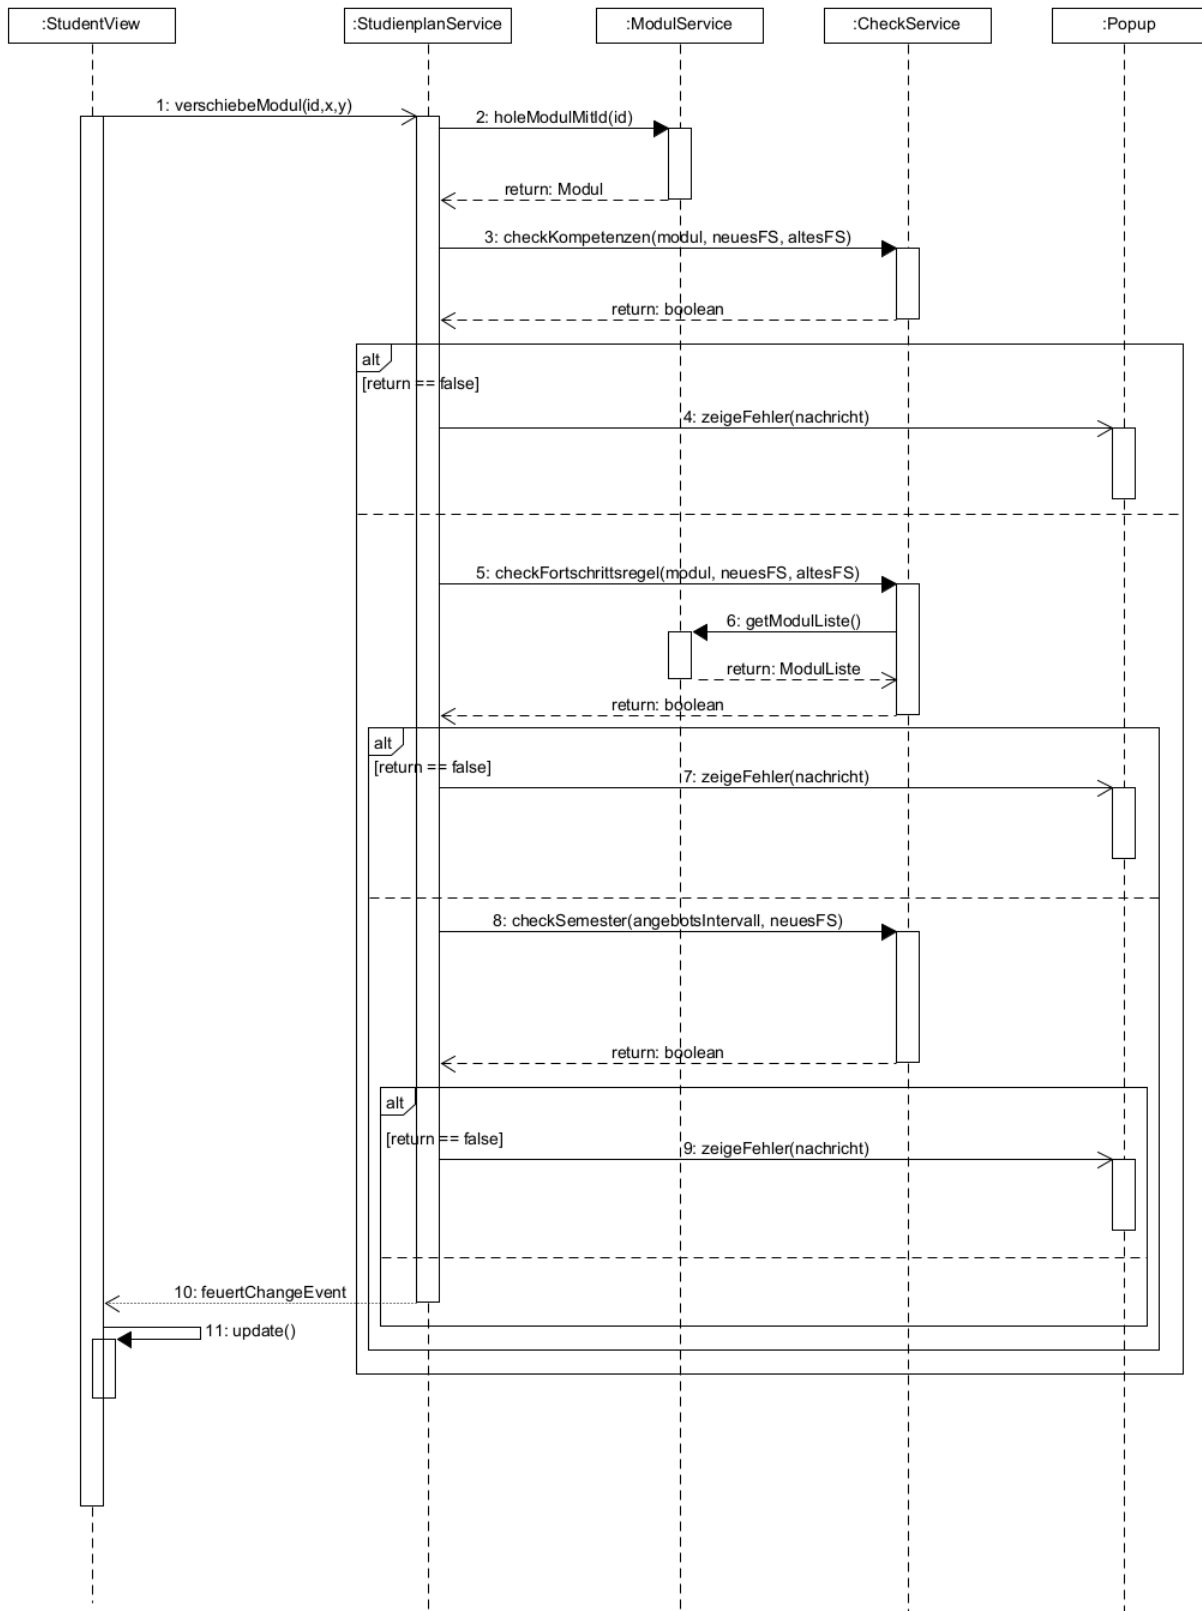 :StudentView
:StudienplanService
:ModulService
:CheckService
:Popup
1: verschiebeModul(id,x,y)
2: holeModulMitId(id)
return: Modul
3: checkKompetenzen(modul, neuesFS, altesFS)
return: boolean
alt
[return == false]
4: zeigeFehler(nachricht)
5: checkFortschrittsregel(modul, neuesFS, altesFS)
6: getModulListe()
return: ModulListe
return: boolean
alt
[return == false]
7: zeigeFehler(nachricht)
8: checkSemester(angebotsIntervall, neuesFS)
return: boolean
alt
[return == false]
9: zeigeFehler(nachricht)
10: feuertChangeEvent
11: update()